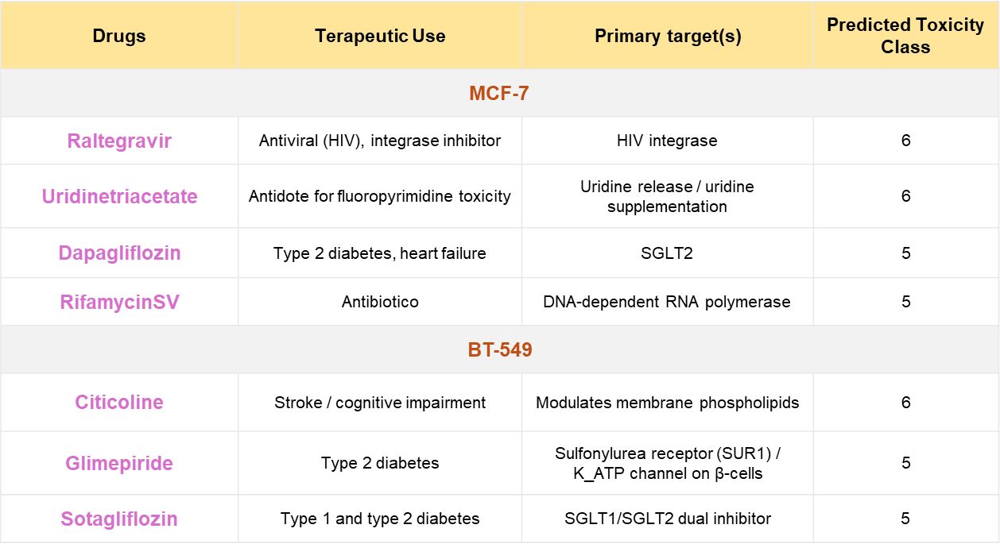 Drugs
Terapeutic Use
Primary target(s)
Predicted Toxicity
Class
MCF-7
Raltegravir
Antiviral (HIV), integrase inhibitor
HIV integrase
6
Uridinetriacetate
Antidote for fluoropyrimidine toxicity
Uridine release / uridine
supplementation
6
Dapagliflozin
Type 2 diabetes, heart failure
SGLT2
5
RifamycinSV
Antibiotico
DNA-dependent RNA polymerase
5
BT-549
Citicoline
Stroke / cognitive impairment
Modulates membrane phospholipids
6
Glimepiride
Type 2 diabetes
Sulfonylurea receptor (SUR1) /
K_ATP channel on β-cells
5
Sotagliflozin
Type 1 and type 2 diabetes
SGLT1/SGLT2 dual inhibitor
5